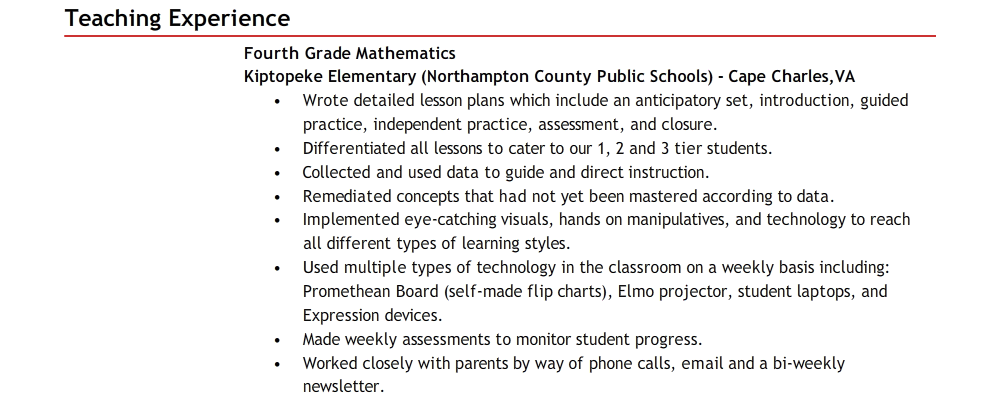 Teaching Experience
Fourth Grade Mathematics
Kiptopeke Elementary (Northampton County Public Schools) - Cape Charles,VA
• Wrote detailed lesson plans which include an anticipatory set, introduction, guided
practice, independent practice, assessment, and closure.
• Differentiated all lessons to cater to our 1, 2 and 3 tier students.
• Collected and used data to guide and direct instruction.
• Remediated concepts that had not yet been mastered according to data.
• Implemented eye-catching visuals, hands on manipulatives, and technology to reach
all different types of learning styles.
• Used multiple types of technology in the classroom on a weekly basis including:
Promethean Board (self-made flip charts), Elmo projector, student laptops, and
Expression devices.
• Made weekly assessments to monitor student progress.
• Worked closely with parents by way of phone calls, email and a bi-weekly
newsletter.